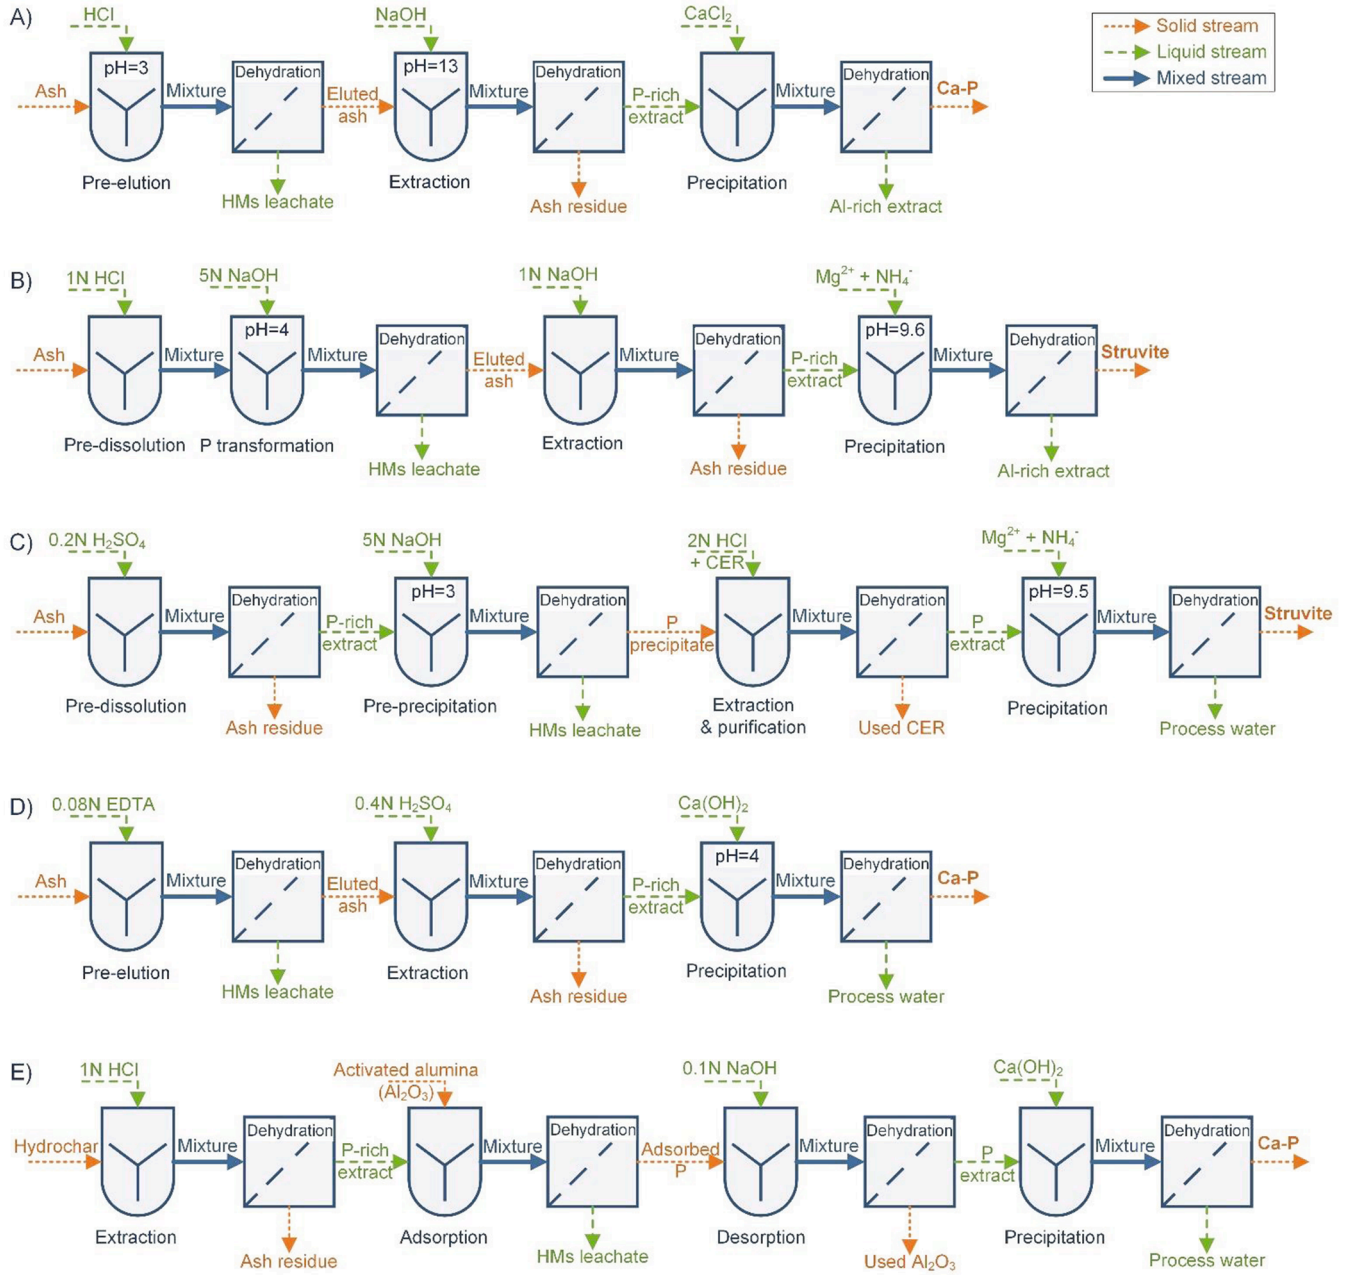 A)
HCl
NaOH
CaCl₂
Solid stream
Liquid stream
Mixed stream
Ash
pH=3
Mixture
Dehydration
Eluted
ash
pH=13
Mixture
Dehydration
P-rich
extract
Mixture
Dehydration
Ca-P
Pre-elution
HMs leachate
Extraction
Ash residue
Precipitation
Al-rich extract
B)
1N HCl
5N NaOH
1N NaOH
Mg²⁺ + NH₄⁻
Ash
Mixture
pH=4
Mixture
Dehydration
Eluted
ash
Mixture
Dehydration
P-rich
extract
pH=9.6
Mixture
Dehydration
Struvite
Pre-dissolution
P transformation
HMs leachate
Extraction
Ash residue
Precipitation
Al-rich extract
C)
0.2N H₂SO₄
5N NaOH
2N HCl
+ CER
Mg²⁺ + NH₄⁻
Ash
Mixture
Dehydration
P-rich
extract
pH=3
Mixture
Dehydration
P
precipitate
Mixture
Dehydration
P
extract
pH=9.5
Mixture
Dehydration
Struvite
Pre-dissolution
Ash residue
Pre-precipitation
HMs leachate
Extraction
& purification
Used CER
Precipitation
Process water
D)
0.08N EDTA
0.4N H₂SO₄
Ca(OH)₂
Ash
Mixture
Dehydration
Eluted
ash
Mixture
Dehydration
P-rich
extract
pH=4
Mixture
Dehydration
Ca-P
Pre-elution
HMs leachate
Extraction
Ash residue
Precipitation
Process water
E)
1N HCl
Activated alumina
(Al₂O₃)
0.1N NaOH
Ca(OH)₂
Hydrochar
Mixture
Dehydration
P-rich
extract
Mixture
Dehydration
Adsorbed
P
Mixture
Dehydration
P
extract
Mixture
Dehydration
Ca-P
Extraction
Ash residue
Adsorption
HMs leachate
Desorption
Used Al₂O₃
Precipitation
Process water